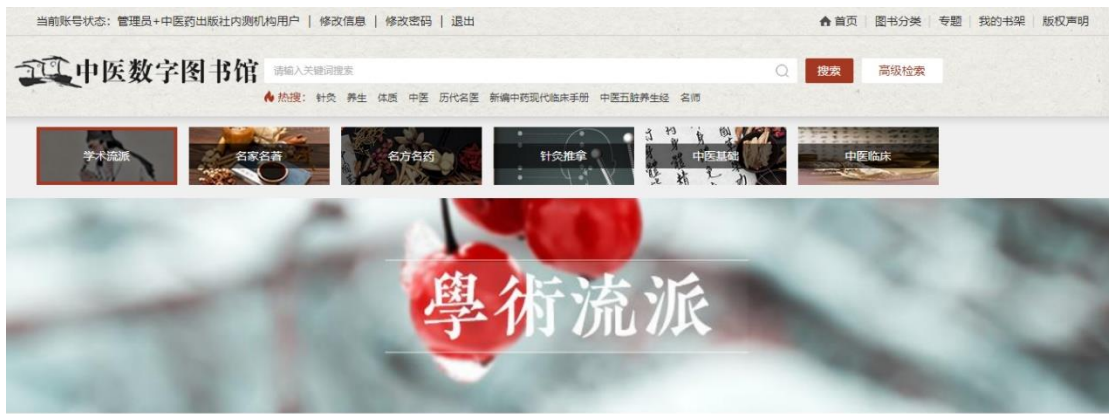 当前账号状态：管理员+中医药出版社内测机构用户 | 修改信息 | 修改密码 | 退出
首页 | 图书分类 | 专题 | 我的书架 | 版权声明
中医数字图书馆
请输入关键词搜索
搜索
高级检索
热搜： 针灸 养生 体质 中医 历代名医 新编中药现代临床手册 中医五脏养生经 名师
学术流派 名家名著 名方名药 针灸推拿 中医基础 中医临床
學術流派